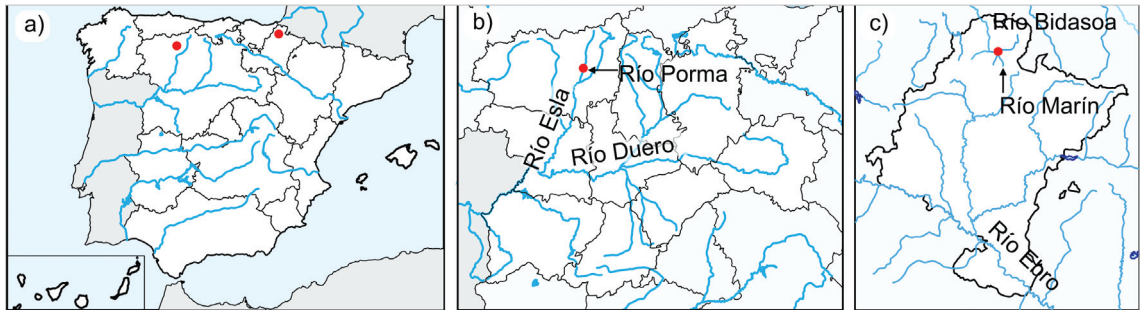 a)
b)
Río Porma
Río Esla
Río Duero
c)
Río Bidasoa
Río Marín
Río Ebro